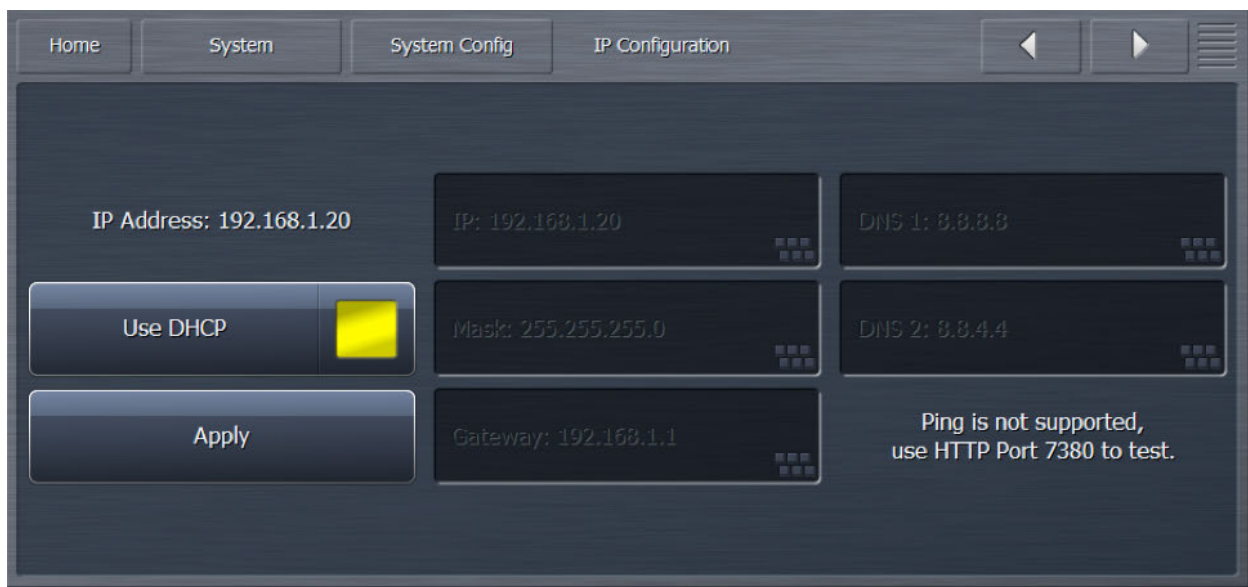 Home
System
System Config
IP Configuration
IP Address: 192.168.1.20
IP: 192.168.1.20
DNS 1: 8.8.8.8
Use DHCP
Mask: 255.255.255.0
DNS 2: 8.8.4.4
Apply
Gateway: 192.168.1.1
Ping is not supported,
use HTTP Port 7380 to test.